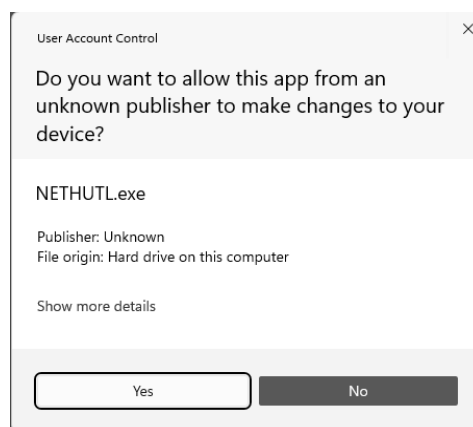 User Account Control
Do you want to allow this app from an
unknown publisher to make changes to your
device?
NETHUTL.exe
Publisher: Unknown
File origin: Hard drive on this computer
Show more details
Yes
No